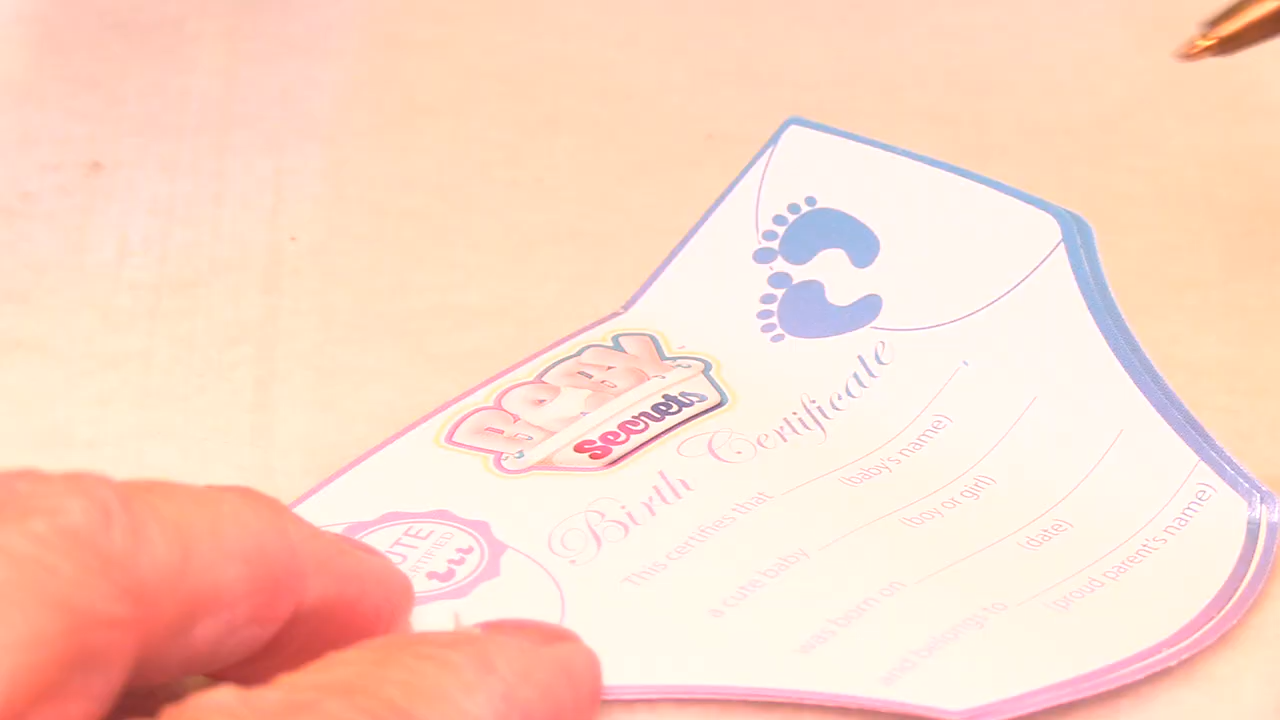 BABY
secrets
Birth Certificate
This certifies that
(baby's name)
a cute baby
(boy or girl)
was born on
(date)
and belongs to
(proud parent's name)